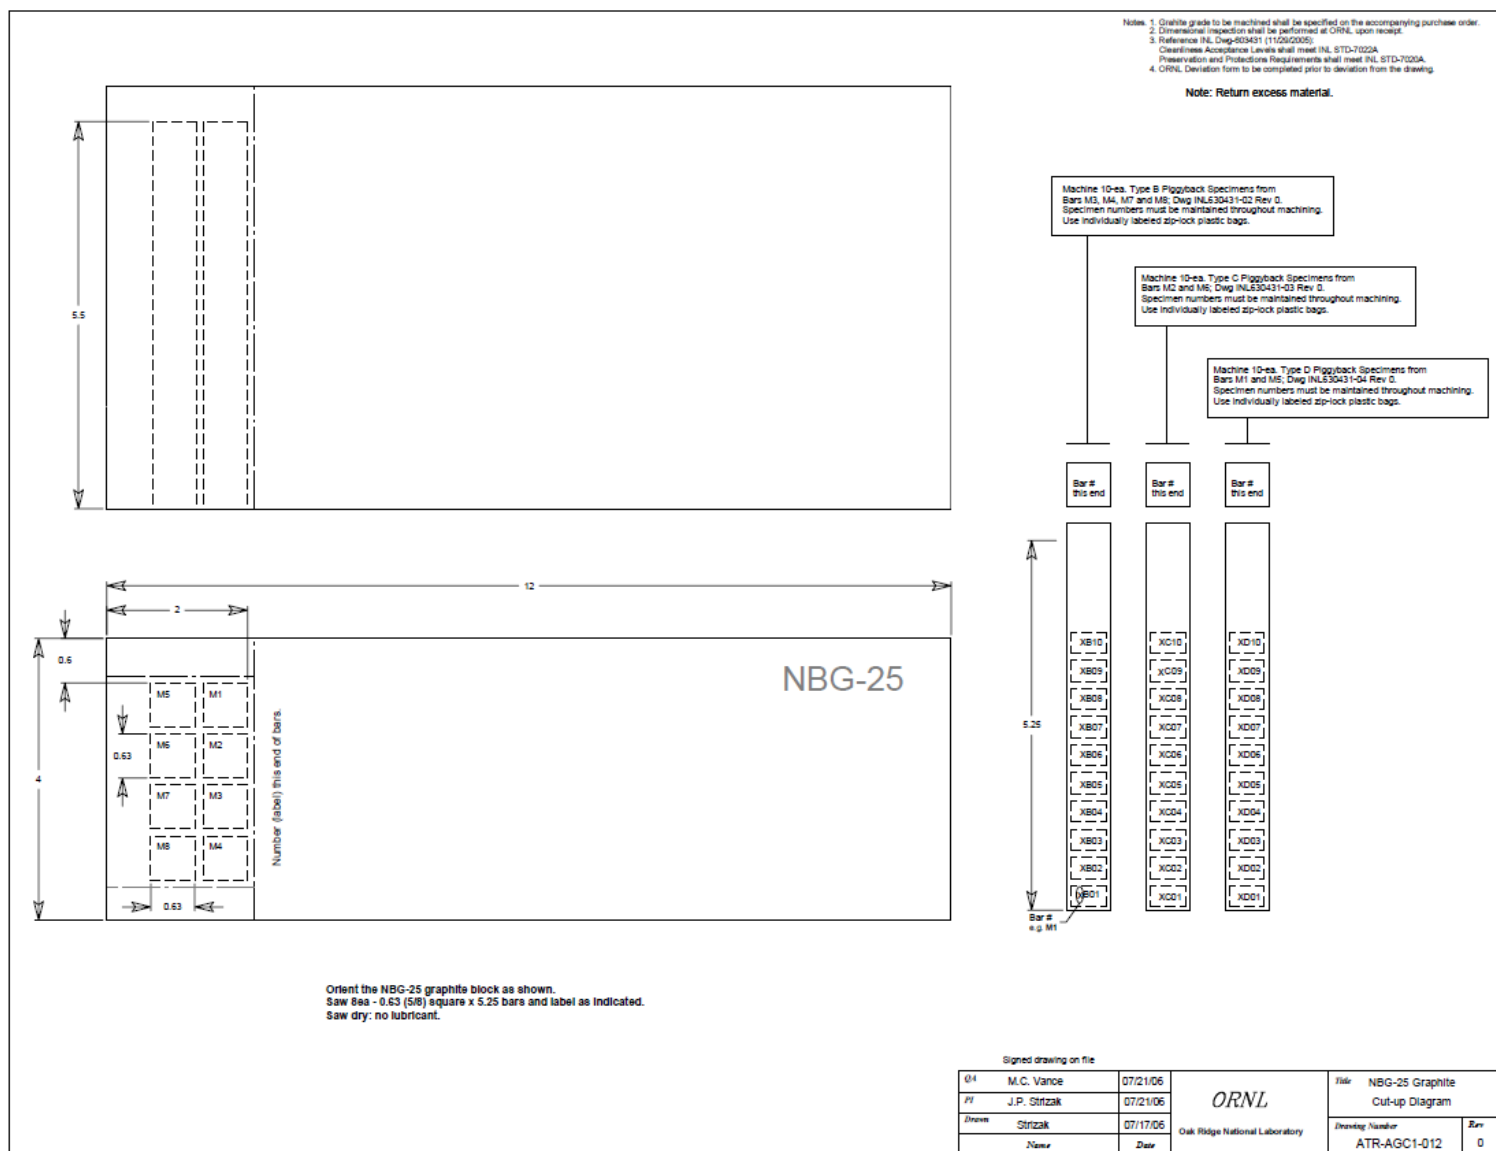 Notes. 1. Grahite grade to be machined shall be specified on the accompanying purchase order.
2. Dimensional inspection shall be performed at ORNL upon receipt.
3. Reference INL Dwg-603431 (11/29/2005):
Cleanliness Acceptance Levels shall meet INL STD-7022A
Preservation and Protections Requirements shall meet INL STD-7020A.
4. ORNL Deviation form to be completed prior to deviation from the drawing.
Note: Return excess material.
5.5
Machine 10-ea. Type B Piggyback Specimens from
Bars M3, M4, M7 and M8; Dwg INL630431-02 Rev 0.
Specimen numbers must be maintained throughout machining.
Use individually labeled zip-lock plastic bags.
Machine 10-ea. Type C Piggyback Specimens from
Bars M2 and M6; Dwg INL630431-03 Rev 0.
Specimen numbers must be maintained throughout machining.
Use individually labeled zip-lock plastic bags.
Machine 10-ea. Type D Piggyback Specimens from
Bars M1 and M5; Dwg INL630431-04 Rev 0.
Specimen numbers must be maintained throughout machining.
Use individually labeled zip-lock plastic bags.
Bar # this end
Bar # this end
Bar # this end
12
2
0.6
4
0.63
0.63
M5 M1
M6 M2
M7 M3
M8 M4
Number (label) this end of bars.
NBG-25
5.25
XB10 XC10 XD10
XB09 XC09 XD09
XB08 XC08 XD08
XB07 XC07 XD07
XB06 XC06 XD06
XB05 XC05 XD05
XB04 XC04 XD04
XB03 XC03 XD03
XB02 XC02 XD02
XB01 XC01 XD01
Bar #
e.g. M1
Orient the NBG-25 graphite block as shown.
Saw 8ea - 0.63 (5/8) square x 5.25 bars and label as indicated.
Saw dry: no lubricant.
Signed drawing on file
QA M.C. Vance 07/21/06
PI J.P. Strizak 07/21/06
Drawn Strizak 07/17/06
Name Date
ORNL
Oak Ridge National Laboratory
Title NBG-25 Graphite
Cut-up Diagram
Drawing Number Rev
ATR-AGC1-012 0